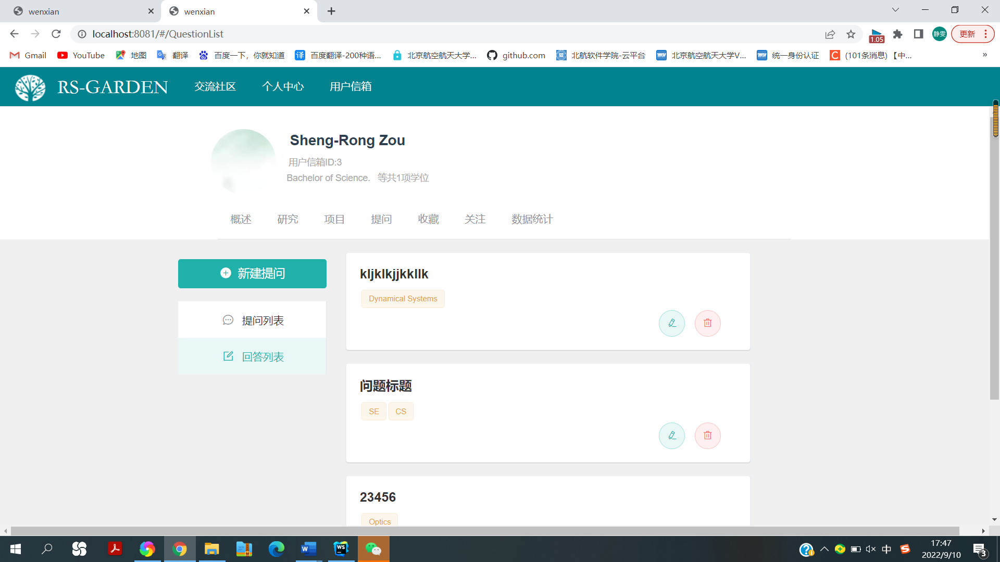 wenxian
wenxian
localhost:8081/#/QuestionList
1.05
静雯
更新
Gmail
YouTube
地图
翻译
百度一下，你就知道
译
百度翻译-200种语...
北京航空航天大学...
github.com
北航软件学院-云平台
北京航空航天大学V...
统一身份认证
C
(101条消息)【中...
»
RS-GARDEN
交流社区
个人中心
用户信箱
Sheng-Rong Zou
用户信箱ID:3
Bachelor of Science. 等共1项学位
概述
研究
项目
提问
收藏
关注
数据统计
新建提问
提问列表
回答列表
kljklkjjkkllk
Dynamical Systems
问题标题
SE
CS
23456
Optics
W
WS
中
17:47
2022/9/10
3